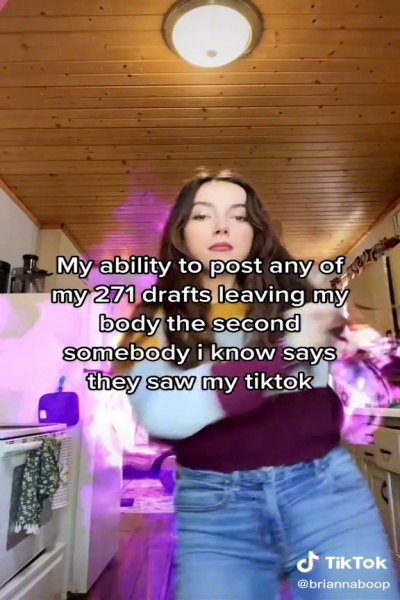 My ability to post any of
my 271 drafts leaving my
body the second
somebody i know says
they saw my tiktok
TikTok
@briannaboop